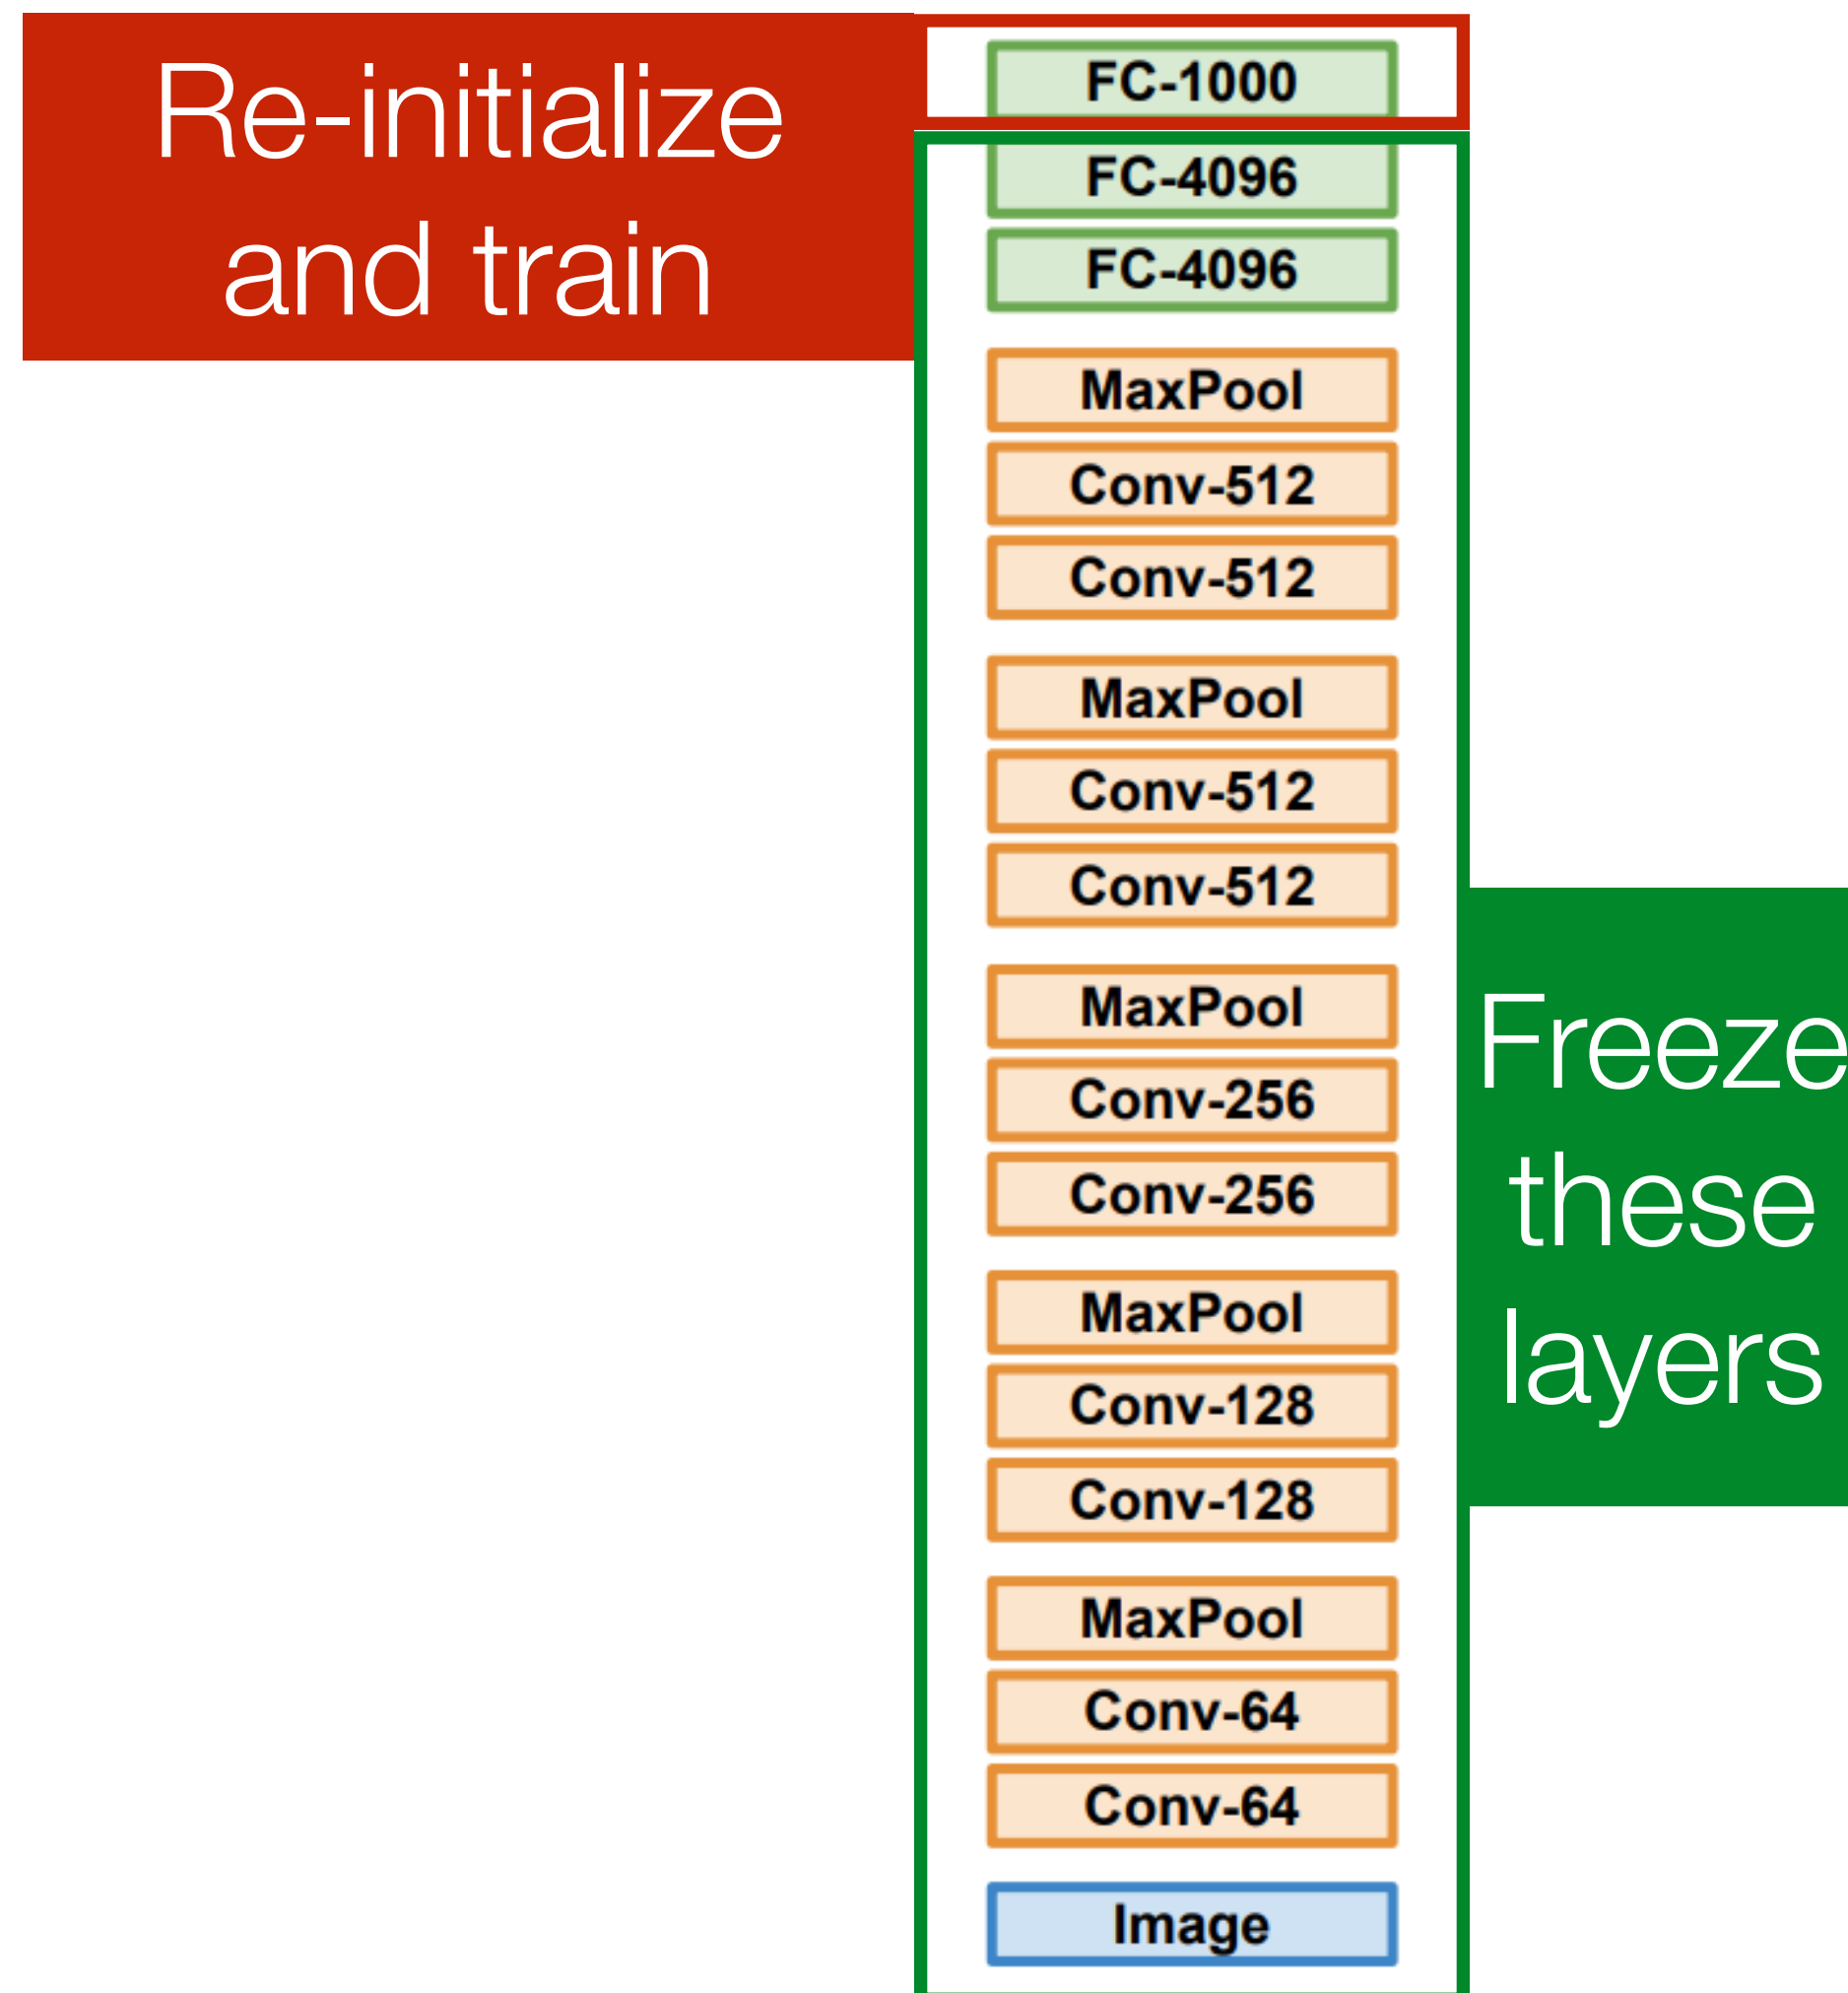 Re-initialize
and train
FC-1000
FC-4096
FC-4096
MaxPool
Conv-512
Conv-512
MaxPool
Conv-512
Conv-512
MaxPool
Conv-256
Conv-256
MaxPool
Conv-128
Conv-128
MaxPool
Conv-64
Conv-64
Image
Freeze
these
layers